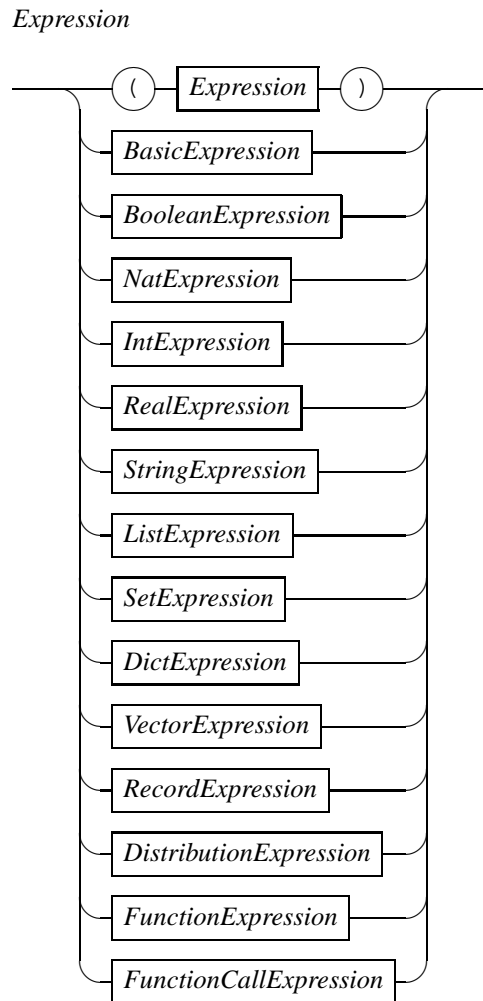 Expression
( Expression )
BasicExpression
BooleanExpression
NatExpression
IntExpression
RealExpression
StringExpression
ListExpression
SetExpression
DictExpression
VectorExpression
RecordExpression
DistributionExpression
FunctionExpression
FunctionCallExpression